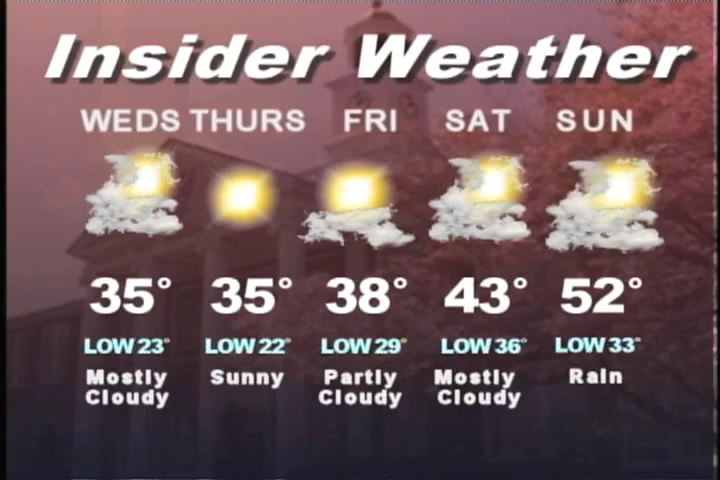 Insider Weather
WEDS THURS FRI SAT SUN
35° 35° 38° 43° 52°
LOW 23° LOW 22° LOW 29° LOW 36° LOW 33°
Mostly Sunny Partly Mostly Rain
Cloudy Cloudy Cloudy